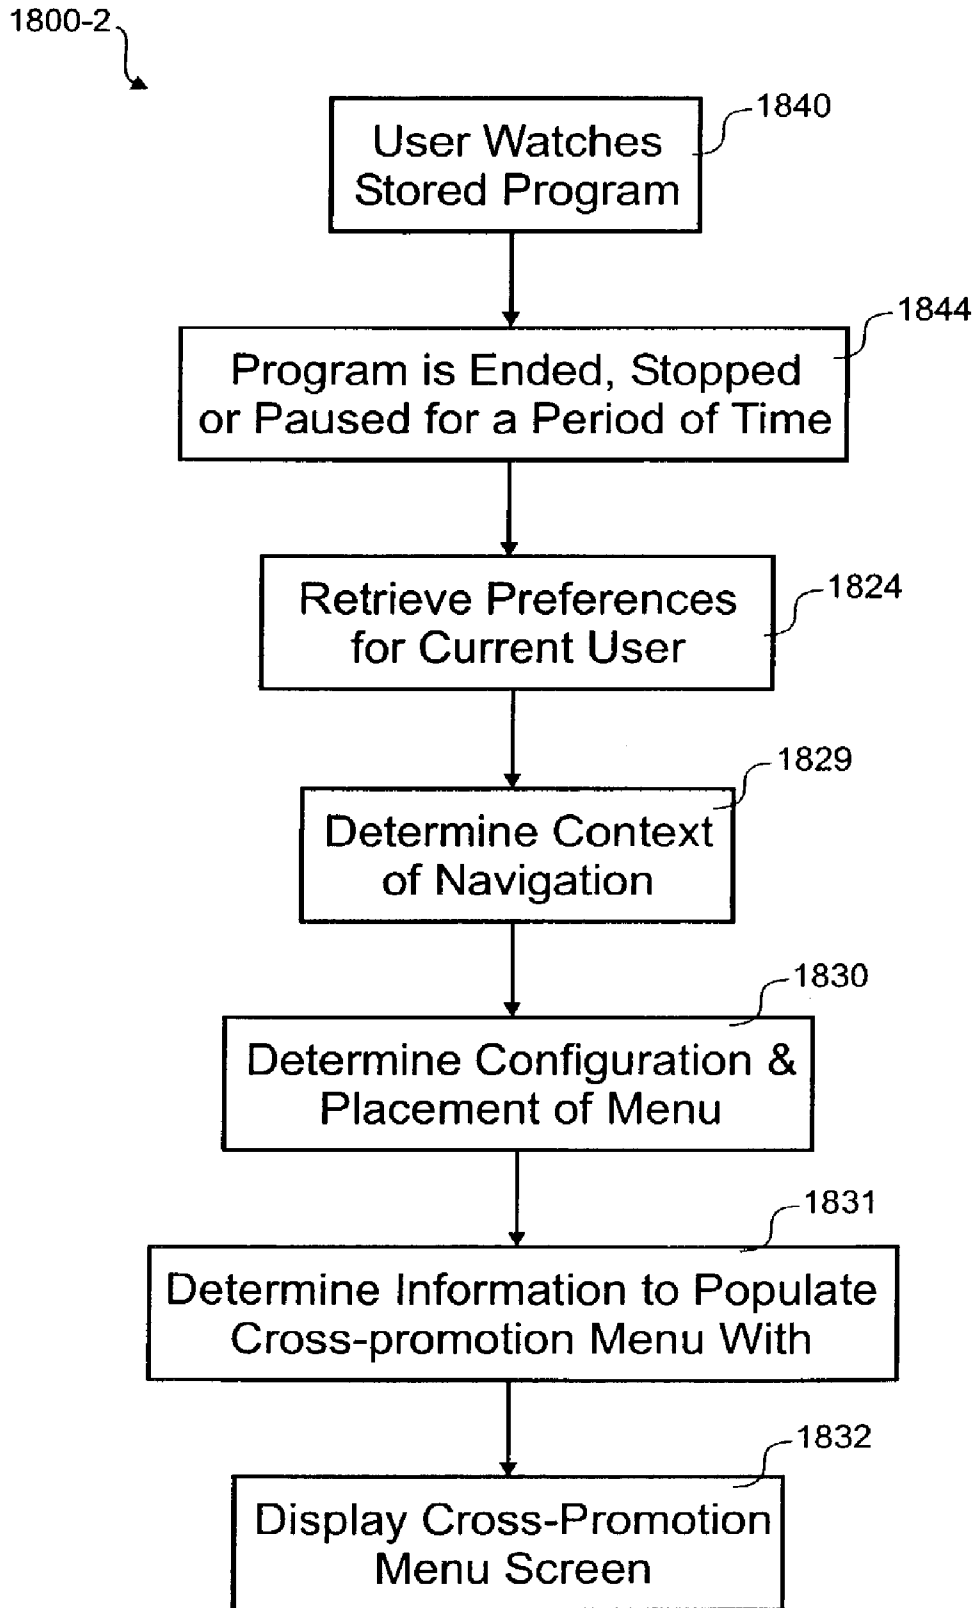 1800-2
1840
User Watches
Stored Program
1844
Program is Ended, Stopped
or Paused for a Period of Time
1824
Retrieve Preferences
for Current User
1829
Determine Context
of Navigation
1830
Determine Configuration &
Placement of Menu
1831
Determine Information to Populate
Cross-promotion Menu With
1832
Display Cross-Promotion
Menu Screen